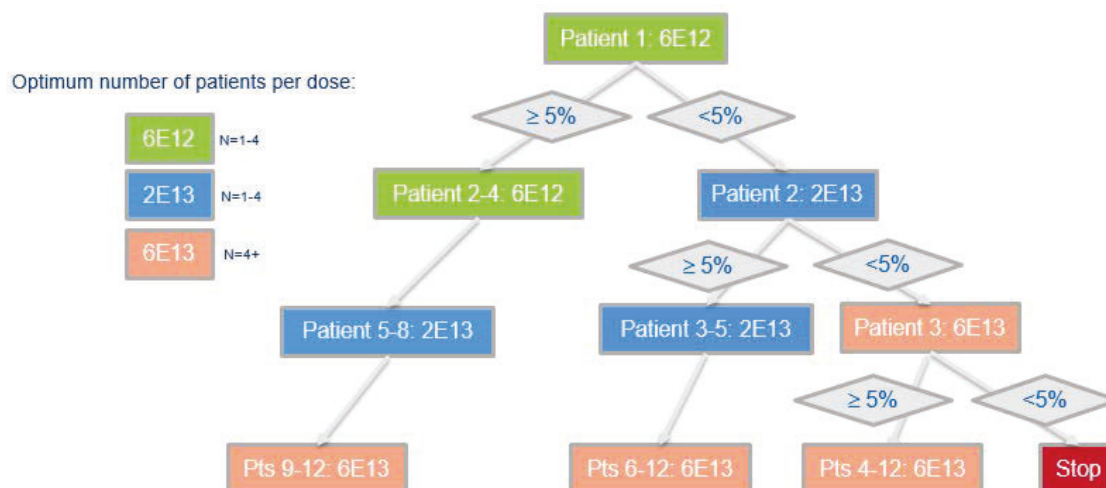 Patient 1: 6E12
Optimum number of patients per dose:
≥ 5%
<5%
6E12 N=1-4
2E13 N=1-4
6E13 N=4+
Patient 2-4: 6E12
Patient 2: 2E13
≥ 5%
<5%
Patient 5-8: 2E13
Patient 3-5: 2E13
Patient 3: 6E13
≥ 5%
<5%
Pts 9-12: 6E13
Pts 6-12: 6E13
Pts 4-12: 6E13
Stop